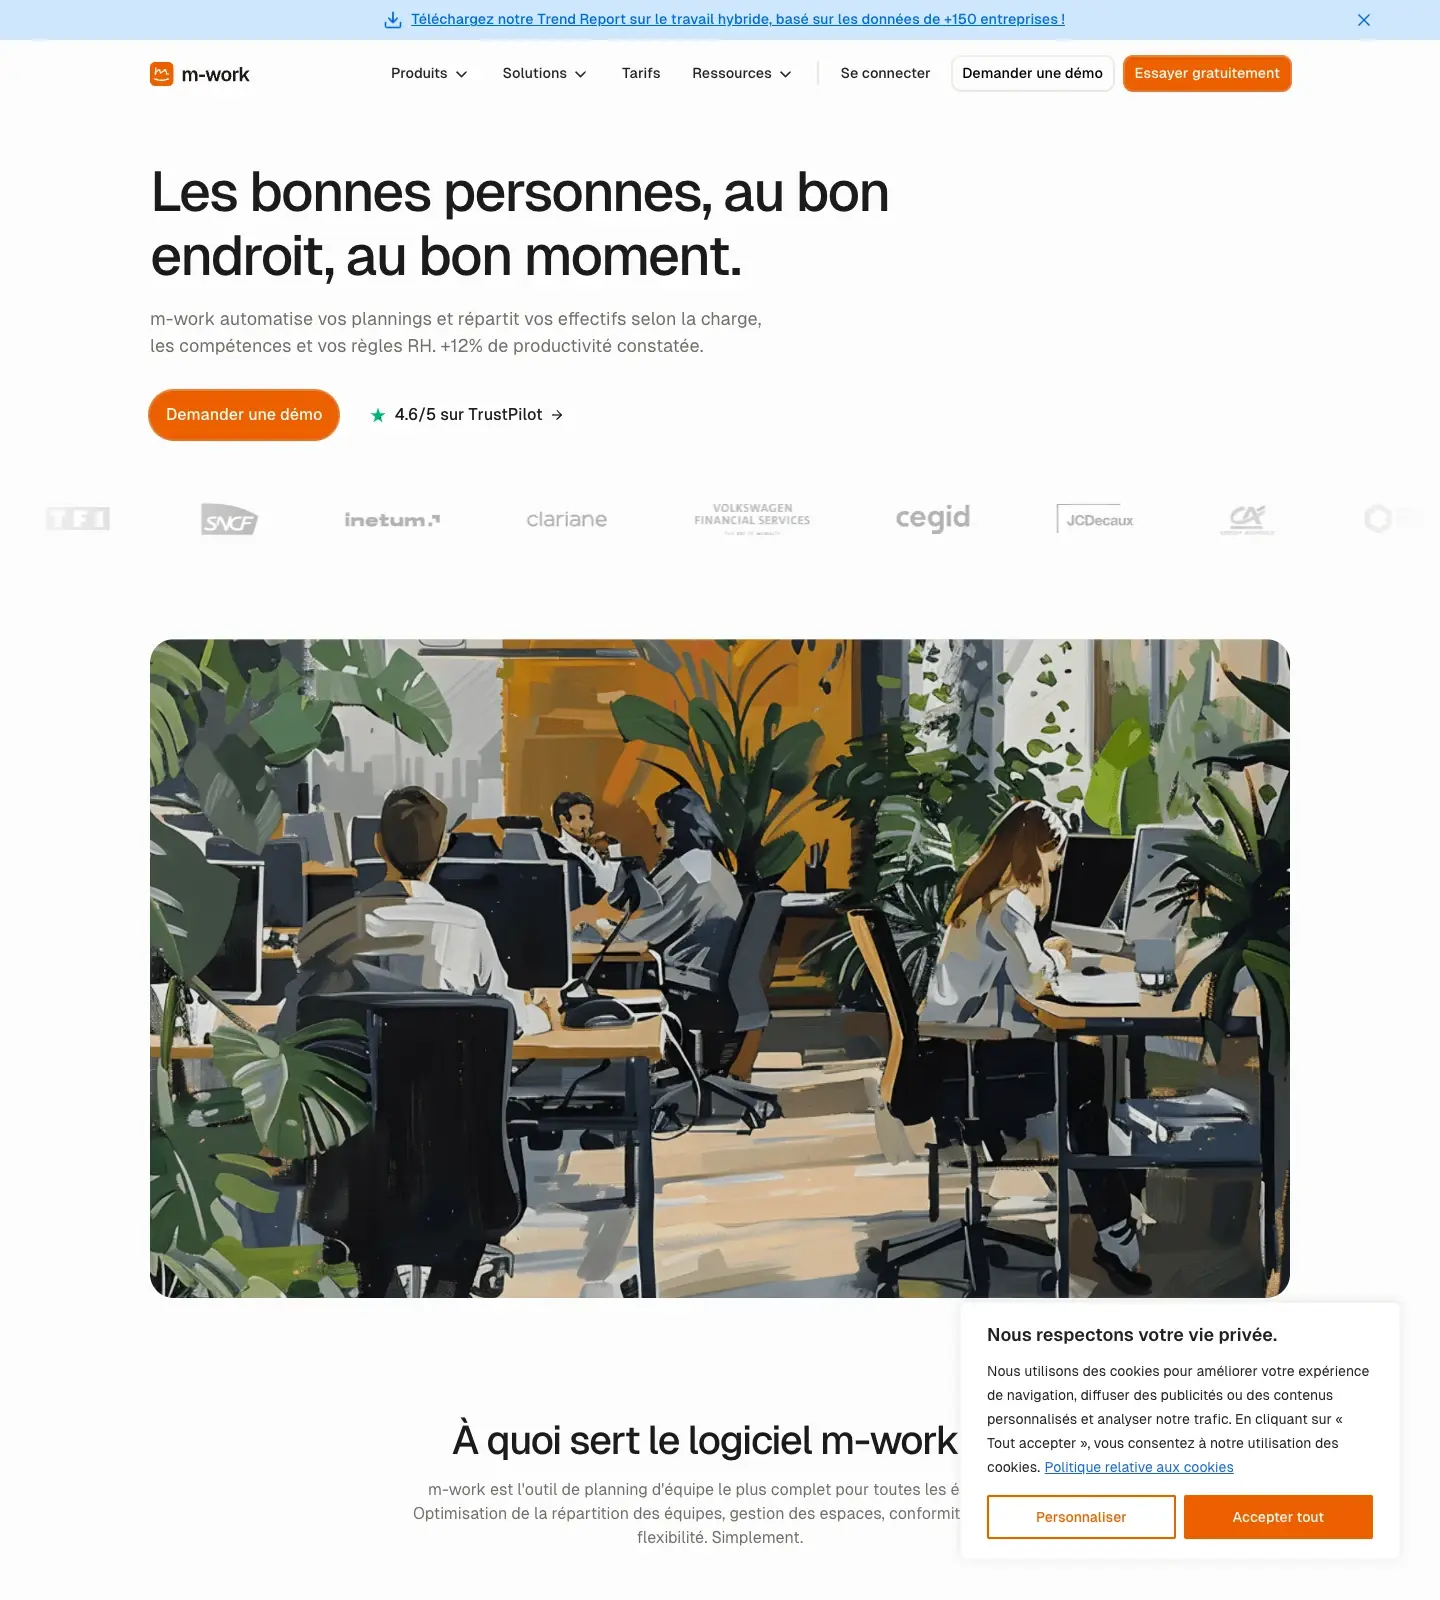 Téléchargez notre Trend Report sur le travail hybride, basé sur les données de +150 entreprises !
m-work
Produits
Solutions
Tarifs
Ressources
Se connecter
Demander une démo
Essayer gratuitement
Les bonnes personnes, au bon
endroit, au bon moment.
m-work automatise vos plannings et répartit vos effectifs selon la charge,
les compétences et vos règles RH. +12% de productivité constatée.
Demander une démo
4.6/5 sur TrustPilot →
TF1
SNCF
inetum.
clariane
VOLKSWAGEN
FINANCIAL SERVICES
cegid
JCDecaux
CA
À quoi sert le logiciel m-work
m-work est l'outil de planning d'équipe le plus complet pour toutes les é
Optimisation de la répartition des équipes, gestion des espaces, conformit
flexibilité. Simplement.
Nous respectons votre vie privée.
Nous utilisons des cookies pour améliorer votre expérience
de navigation, diffuser des publicités ou des contenus
personnalisés et analyser notre trafic. En cliquant sur «
Tout accepter », vous consentez à notre utilisation des
cookies. Politique relative aux cookies
Personnaliser
Accepter tout